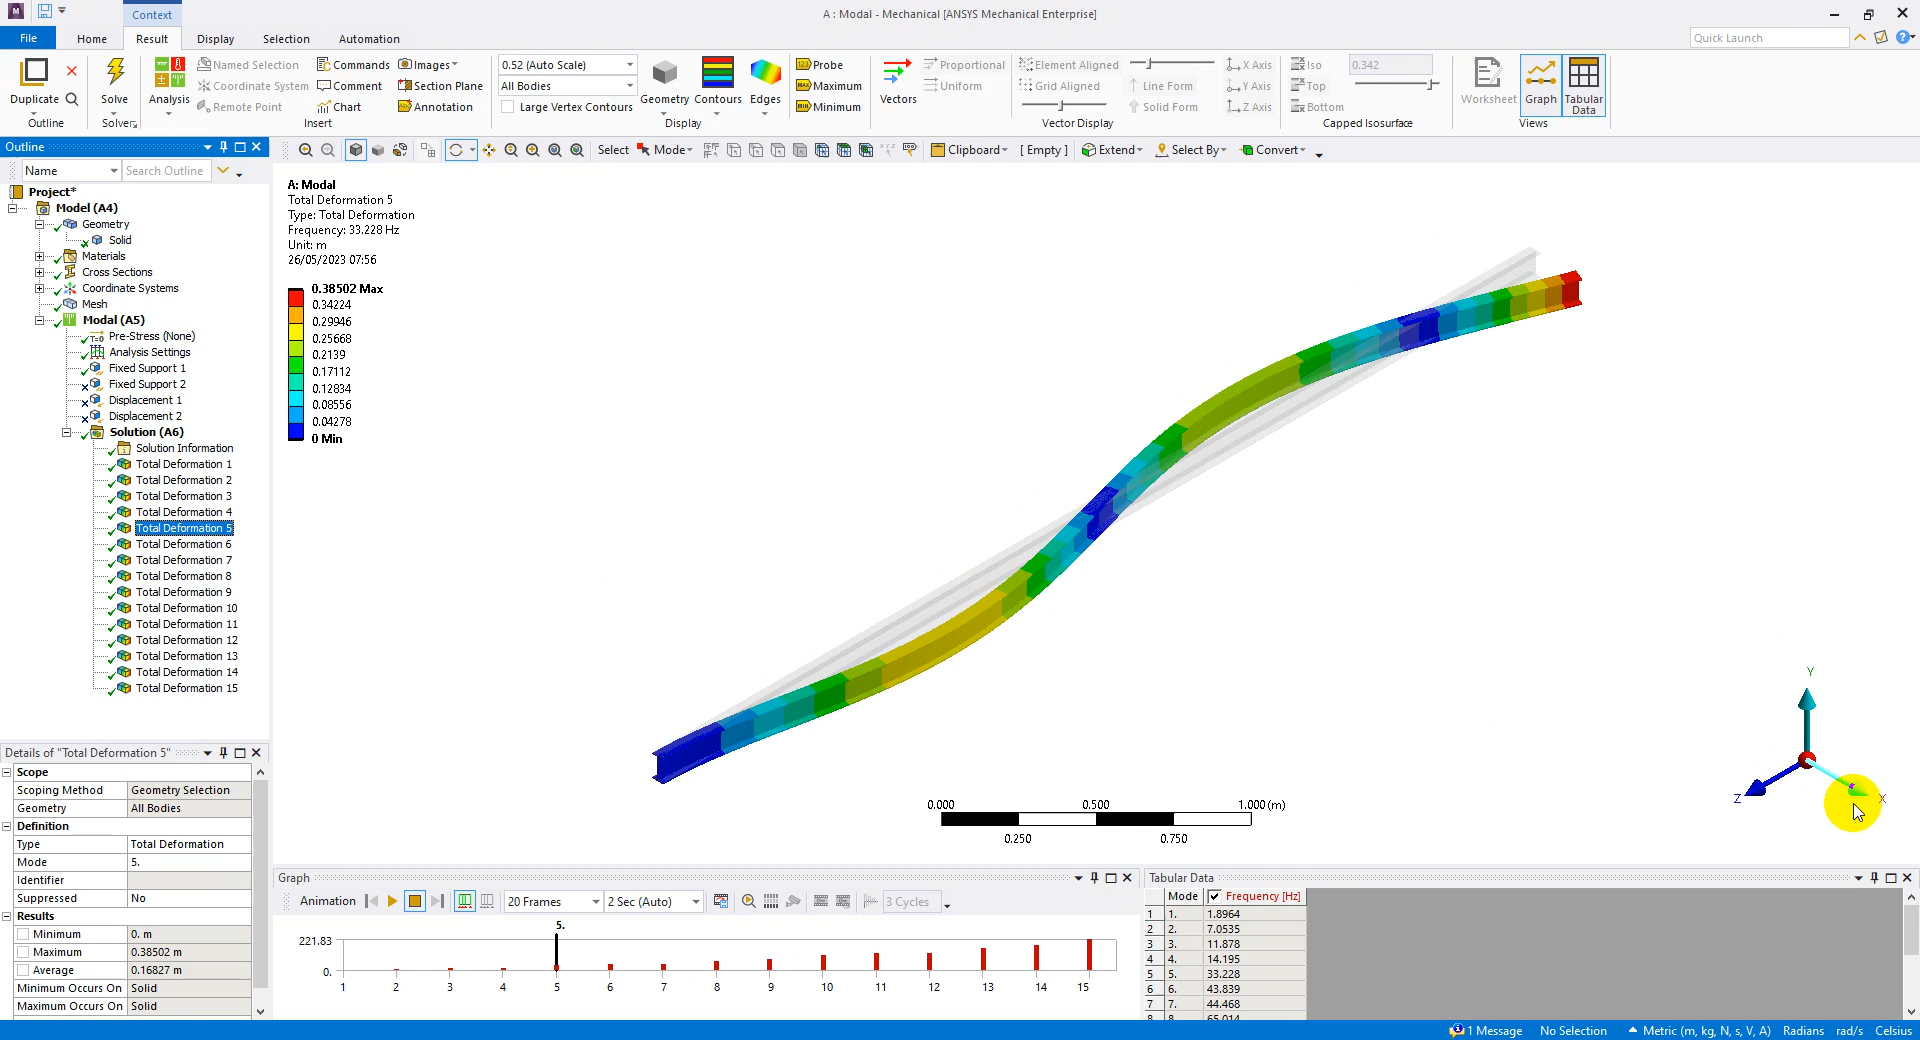 Context
A : Modal - Mechanical [ANSYS Mechanical Enterprise]
File Home Result Display Selection Automation
Quick Launch
Duplicate
Outline
Solve
Solver
Analysis
Named Selection
Coordinate System
Remote Point
Commands
Comment
Chart
Images
Section Plane
Annotation
Insert
0.52 (Auto Scale)
All Bodies
Large Vertex Contours
Geometry
Contours
Edges
Display
Probe
Maximum
Minimum
Vectors
Proportional
Uniform
Element Aligned
Grid Aligned
Line Form
Solid Form
X Axis
Y Axis
Z Axis
Vector Display
Iso
Top
Bottom
0.342
Capped Isosurface
Worksheet
Graph
Tabular Data
Views
Outline
Name
Search Outline
Select Mode Clipboard [ Empty ] Extend Select By Convert
Project*
Model (A4)
Geometry
Solid
Materials
Cross Sections
Coordinate Systems
Mesh
Modal (A5)
Pre-Stress (None)
Analysis Settings
Fixed Support 1
Fixed Support 2
Displacement 1
Displacement 2
Solution (A6)
Solution Information
Total Deformation 1
Total Deformation 2
Total Deformation 3
Total Deformation 4
Total Deformation 5
Total Deformation 6
Total Deformation 7
Total Deformation 8
Total Deformation 9
Total Deformation 10
Total Deformation 11
Total Deformation 12
Total Deformation 13
Total Deformation 14
Total Deformation 15
A: Modal
Total Deformation 5
Type: Total Deformation
Frequency: 33.228 Hz
Unit: m
26/05/2023 07:56
0.38502 Max
0.34224
0.29946
0.25668
0.2139
0.17112
0.12834
0.08556
0.04278
0 Min
Y
Z X
0.000 0.500 1.000 (m)
0.250 0.750
Details of "Total Deformation 5"
Scope
Scoping Method Geometry Selection
Geometry All Bodies
Definition
Type Total Deformation
Mode 5.
Identifier
Suppressed No
Results
Minimum 0. m
Maximum 0.38502 m
Average 0.16827 m
Minimum Occurs On Solid
Maximum Occurs On Solid
Graph
Animation 20 Frames 2 Sec (Auto) 3 Cycles
5.
221.83
0.
1 2 3 4 5 6 7 8 9 10 11 12 13 14 15
Tabular Data
Mode Frequency [Hz]
1 1. 1.8964
2 2. 7.0535
3 3. 11.878
4 4. 14.195
5 5. 33.228
6 6. 43.839
7 7. 44.468
8 8. 65.014
1 Message No Selection Metric (m, kg, N, s, V, A) Radians rad/s Celsius